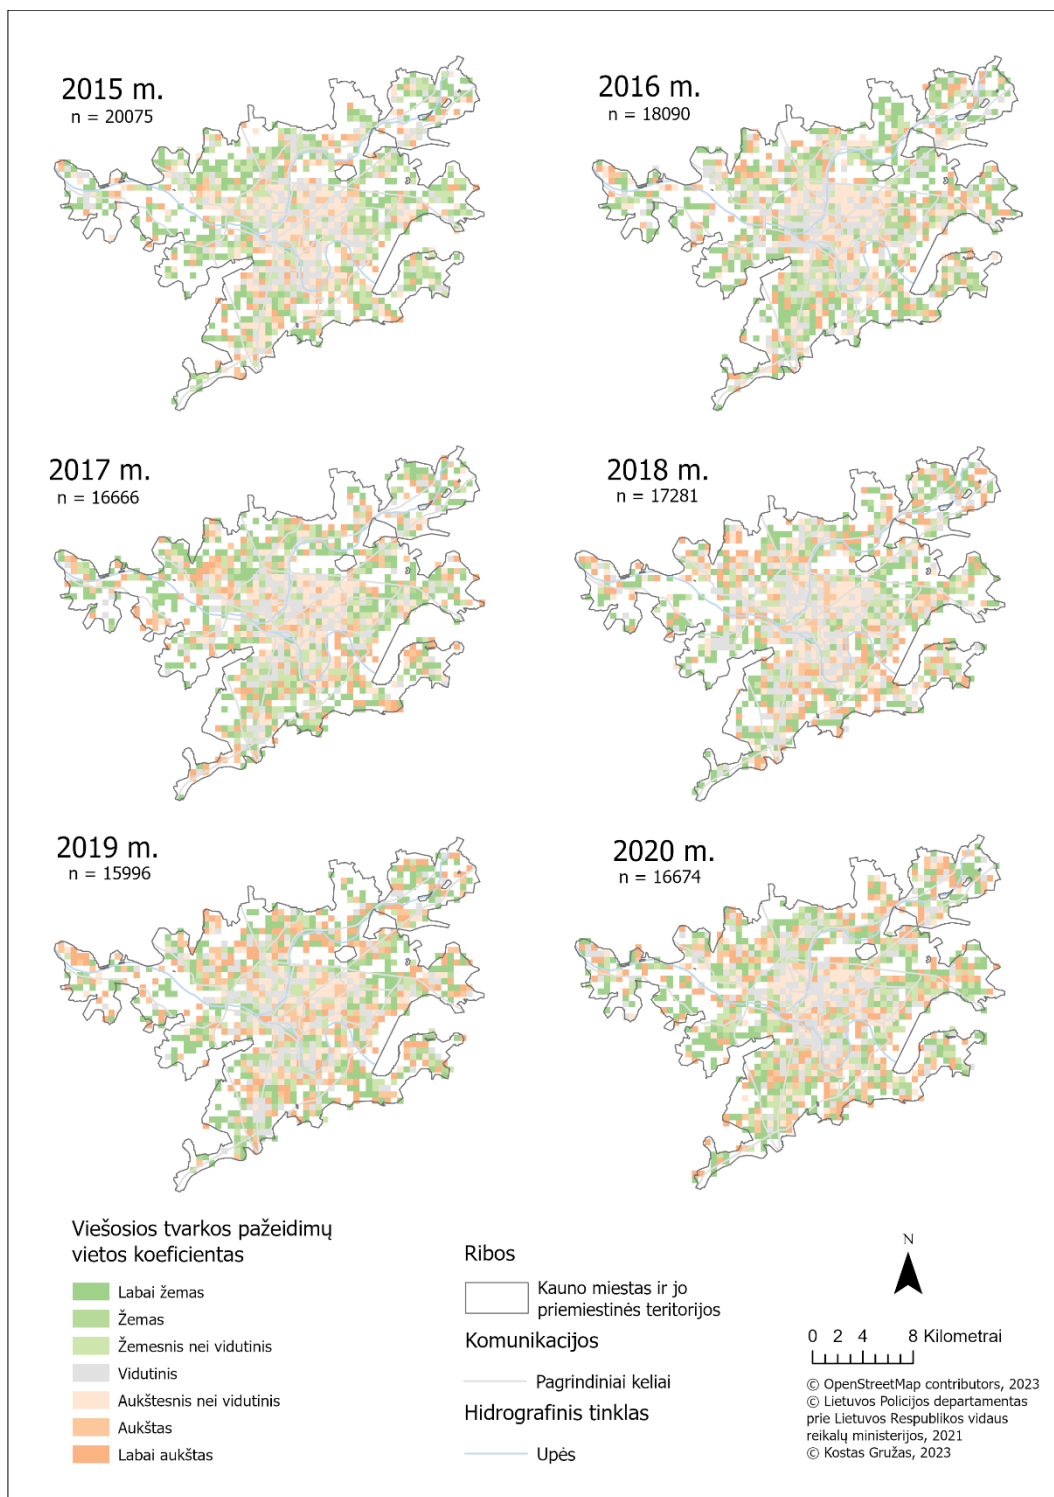 2015 m.
n = 20075
2016 m.
n = 18090
2017 m.
n = 16666
2018 m.
n = 17281
2019 m.
n = 15996
2020 m.
n = 16674
Viešosios tvarkos pažeidimų
vietos koeficientas
Labai žemas
Žemas
Žemesnis nei vidutinis
Vidutinis
Aukštesnis nei vidutinis
Aukštas
Labai aukštas
Ribos
Kauno miestas ir jo
priemiestinės teritorijos
Komunikacijos
Pagrindiniai keliai
Hidrografinis tinklas
Upės
N
0 2 4 8 Kilometrai
© OpenStreetMap contributors, 2023
© Lietuvos Policijos departamentas
prie Lietuvos Respublikos vidaus
reikalų ministerijos, 2021
© Kostas Gružas, 2023